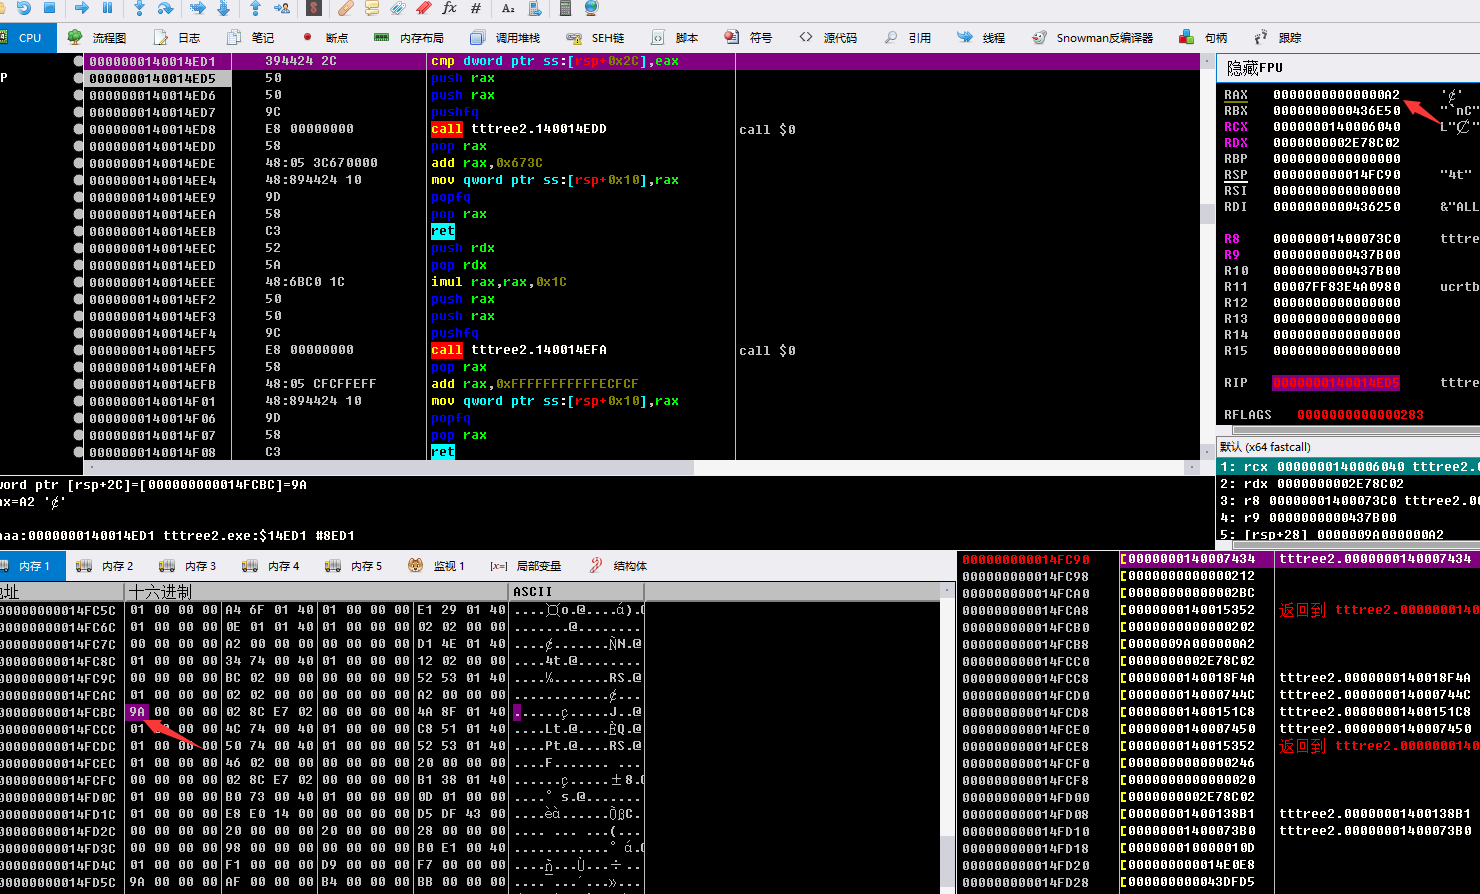 fx # A₂
CPU 流程图 日志 笔记 断点 内存布局 调用堆栈 SEH链 脚本 符号 源代码 引用 线程 Snowman反编译器 句柄 跟踪
P
0000000140014ED1 394424 2C cmp dword ptr ss:[rsp+0x2C],eax
0000000140014ED5 50 push rax
0000000140014ED6 50 push rax
0000000140014ED7 9C pushfq
0000000140014ED8 E8 00000000 call tttree2.140014EDD call $0
0000000140014EDD 58 pop rax
0000000140014EDE 48:05 3C670000 add rax,0x673C
0000000140014EE4 48:894424 10 mov qword ptr ss:[rsp+0x10],rax
0000000140014EE9 9D popfq
0000000140014EEA 58 pop rax
0000000140014EEB C3 ret
0000000140014EEC 52 push rdx
0000000140014EED 5A pop rdx
0000000140014EEE 48:6BC0 1C imul rax,rax,0x1C
0000000140014EF2 50 push rax
0000000140014EF3 50 push rax
0000000140014EF4 9C pushfq
0000000140014EF5 E8 00000000 call tttree2.140014EFA call $0
0000000140014EFA 58 pop rax
0000000140014EFB 48:05 CFCFFEFF add rax,0xFFFFFFFFFFFECFCF
0000000140014F01 48:894424 10 mov qword ptr ss:[rsp+0x10],rax
0000000140014F06 9D popfq
0000000140014F07 58 pop rax
0000000140014F08 C3 ret
隐藏FPU
RAX 00000000000000A2 '¢'
RBX 0000000000436E50 "`nC"
RCX 0000000140006040 L"₡"
RDX 0000000002E78C02
RBP 0000000000000000
RSP 000000000014FC90 "4t"
RSI 0000000000000000
RDI 0000000000436250 &"ALL
R8 00000001400073C0 tttre
R9 0000000000437B00
R10 0000000000437B00
R11 00007FF83E4A0980 ucrtb
R12 0000000000000000
R13 0000000000000000
R14 0000000000000000
R15 0000000000000000
RIP 0000000140014ED5 tttre
RFLAGS 0000000000000283
默认 (x64 fastcall)
1: rcx 0000000140006040 tttree2.0
2: rdx 0000000002E78C02
3: r8 00000001400073C0 tttree2.00
4: r9 0000000000437B00
5: [rsp+28] 0000009A000000A2
word ptr [rsp+2C]=[000000000014FCBC]=9A
ax=A2 '¢'
aaa:0000000140014ED1 tttree2.exe:$14ED1 #8ED1
内存 1 内存 2 内存 3 内存 4 内存 5 监视 1 [x=] 局部变量 结构体
地址 十六进制 ASCII
000000000014FC5C 01 00 00 00 A4 6F 01 40 01 00 00 00 E1 29 01 40
000000000014FC6C 01 00 00 00 0E 01 01 40 01 00 00 00 02 02 00 00
000000000014FC7C 00 00 00 00 A2 00 00 00 00 00 00 00 D1 4E 01 40
000000000014FC8C 01 00 00 00 34 74 00 40 01 00 00 00 12 02 00 00
000000000014FC9C 00 00 00 00 BC 02 00 00 00 00 00 00 52 53 01 40
000000000014FCAC 01 00 00 00 02 02 00 00 00 00 00 00 A2 00 00 00
000000000014FCBC 9A 00 00 00 02 8C E7 02 00 00 00 00 4A 8F 01 40
000000000014FCCC 01 00 00 4C 74 00 40 01 00 00 00 C8 51 01 40
000000000014FCDC 01 00 00 00 50 74 00 40 01 00 00 00 52 53 01 40
000000000014FCEC 01 00 00 00 46 02 00 00 00 00 00 00 20 00 00 00
000000000014FCFC 00 00 00 00 02 8C E7 02 00 00 00 00 B1 38 01 40
000000000014FD0C 01 00 00 00 B0 73 00 40 01 00 00 00 0D 01 00 00
000000000014FD1C 01 00 00 00 E8 E0 14 00 00 00 00 00 D5 DF 43 00
000000000014FD2C 00 00 00 00 20 00 00 00 20 00 00 00 28 00 00 00
000000000014FD3C 00 00 00 00 98 00 00 00 00 00 00 00 B0 E1 00 40
000000000014FD4C 01 00 00 00 F1 00 00 00 D9 00 00 00 F7 00 00 00
000000000014FD5C 9A 00 00 00 AF 00 00 00 B4 00 00 00 BB 00 00 00
000000000014FC90 0000000140007434 tttree2.0000000140007434
000000000014FC98 0000000000000212
000000000014FCA0 00000000000002BC
000000000014FCA8 0000000140015352 返回到 tttree2.00000001400
000000000014FCB0 0000000000000202
000000000014FCB8 0000009A000000A2
000000000014FCC0 0000000002E78C02
000000000014FCC8 0000000140018F4A tttree2.0000000140018F4A
000000000014FCD0 000000014000744C tttree2.000000014000744C
000000000014FCD8 00000001400151C8 tttree2.00000001400151C8
000000000014FCE0 0000000140007450 tttree2.0000000140007450
000000000014FCE8 0000000140015352 返回到 tttree2.00000001400
000000000014FCF0 0000000000000246
000000000014FCF8 0000000000000020
000000000014FD00 0000000002E78C02
000000000014FD08 00000001400138B1 tttree2.00000001400138B1
000000000014FD10 00000001400073B0 tttree2.00000001400073B0
000000000014FD18 000000010000010D
000000000014FD20 000000000014E0E8
000000000014FD28 000000000043DFD5